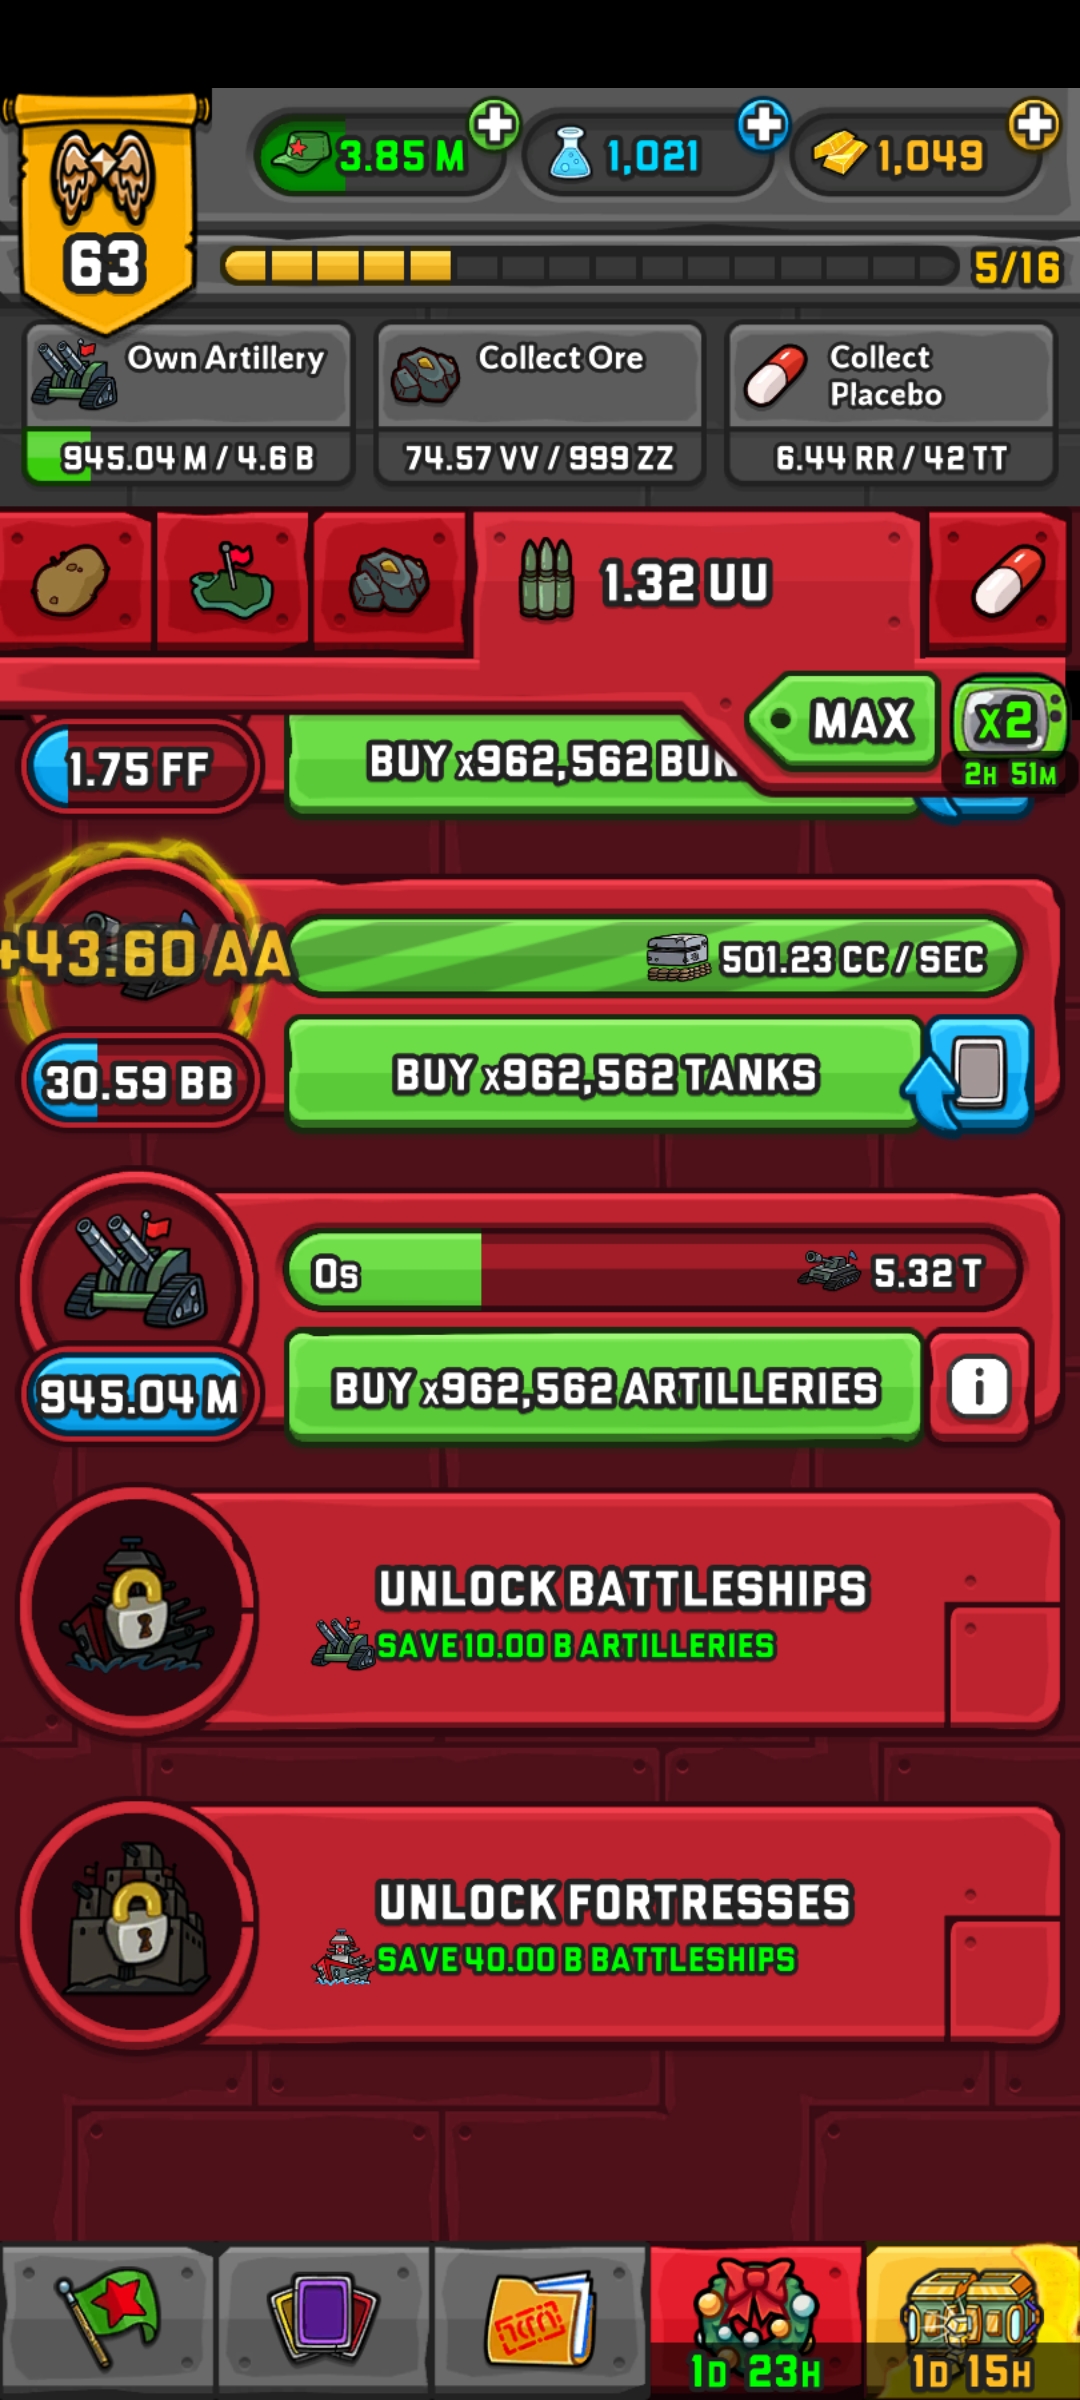 63
3.85 M
1,021
1,049
5/16
Own Artillery
945.04 M / 4.6 B
Collect Ore
74.57 VV / 999 ZZ
Collect
Placebo
6.44 RR / 42 TT
1.32 UU
MAX
x2
2H 51M
1.75 FF
BUY x962,562
+43.60 AA
501.23 CC / SEC
30.59 BB
BUY x962,562 TANKS
0s
5.32 T
945.04 M
BUY x962,562 ARTILLERIES
i
UNLOCK BATTLESHIPS
SAVE 10.00 B ARTILLERIES
UNLOCK FORTRESSES
SAVE 40.00 B BATTLESHIPS
1D 23H
1D 15H